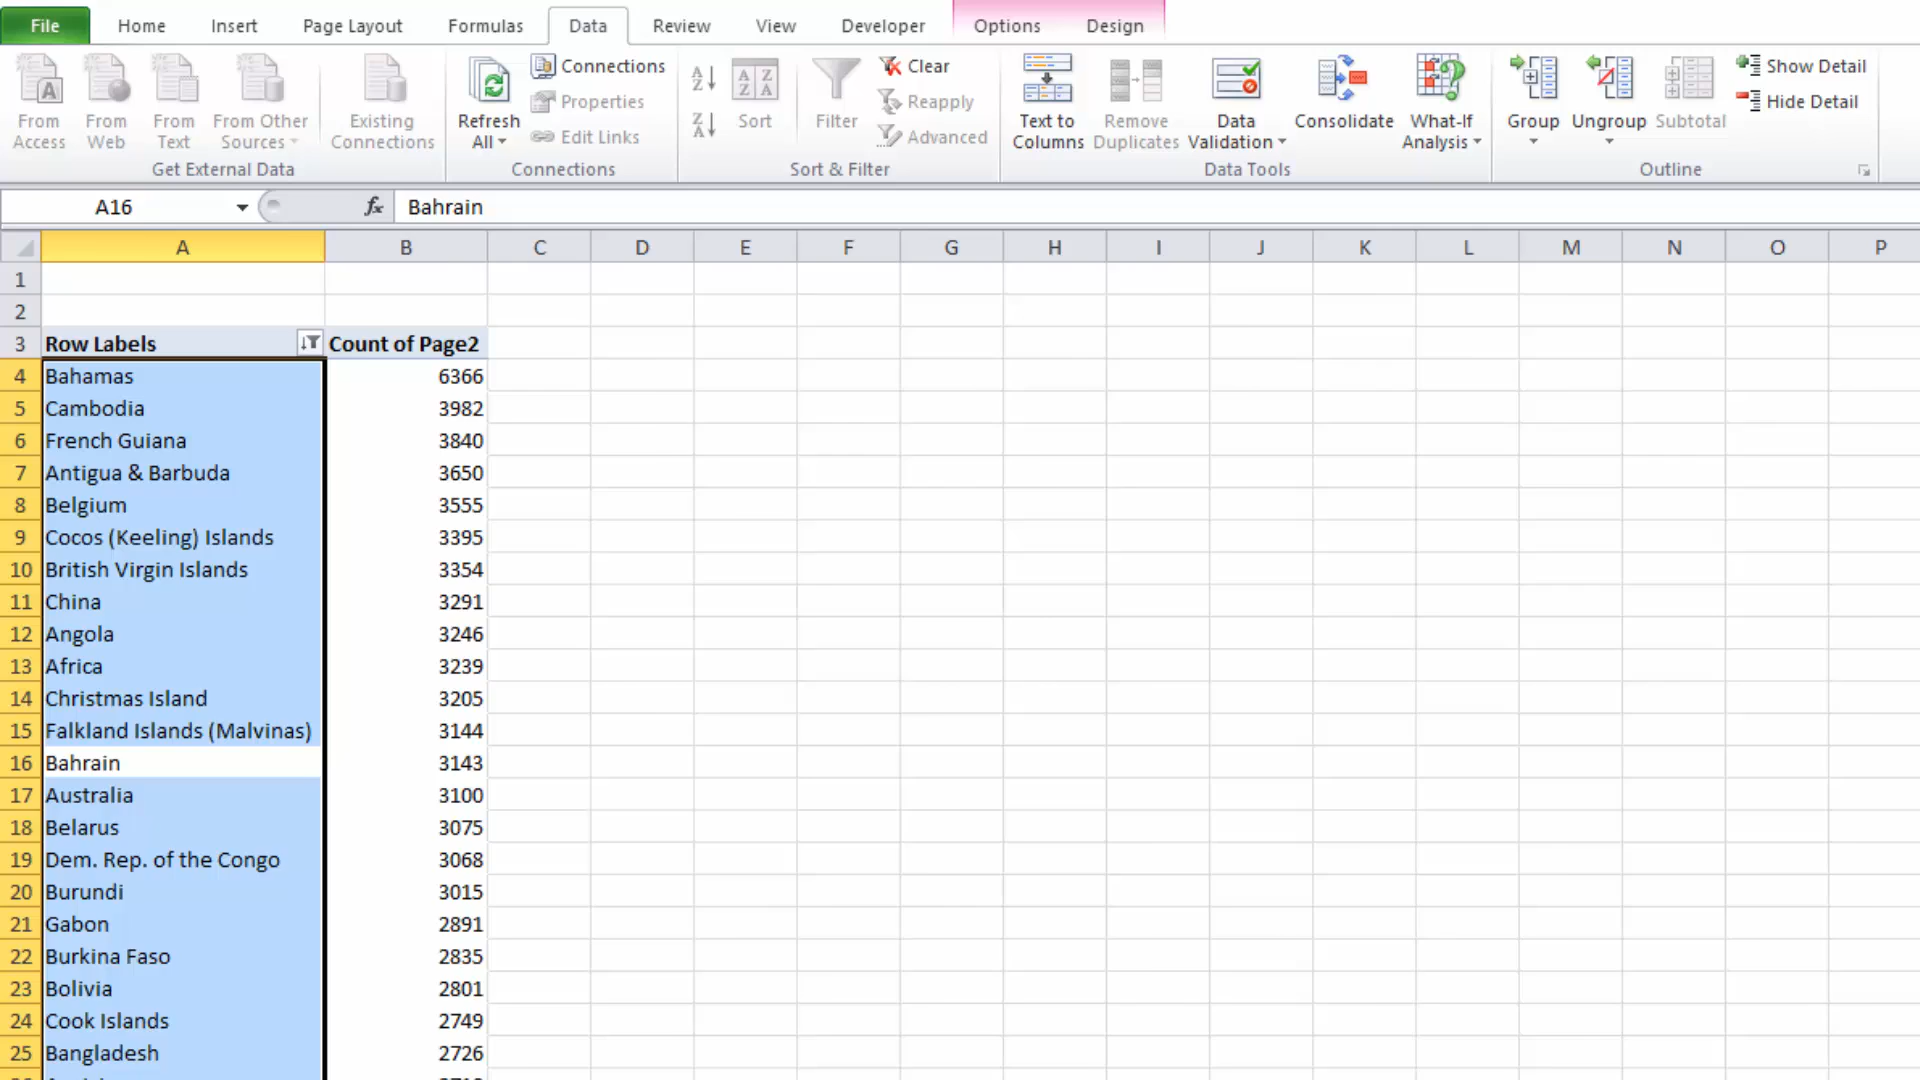 File Home Insert Page Layout Formulas Data Review View Developer Options Design
From Access From Web From Text From Other Sources Existing Connections
Get External Data
Refresh All Connections Properties Edit Links
Connections
A Z Z A Sort A Z Z A Filter Clear Reapply Advanced
Sort & Filter
Text to Columns Remove Duplicates Data Validation Consolidate What-If Analysis
Data Tools
Group Ungroup Subtotal Show Detail Hide Detail
Outline
A16 fx Bahrain
A B C D E F G H I J K L M N O P
1
2
3 Row Labels Count of Page2
4 Bahamas 6366
5 Cambodia 3982
6 French Guiana 3840
7 Antigua & Barbuda 3650
8 Belgium 3555
9 Cocos (Keeling) Islands 3395
10 British Virgin Islands 3354
11 China 3291
12 Angola 3246
13 Africa 3239
14 Christmas Island 3205
15 Falkland Islands (Malvinas) 3144
16 Bahrain 3143
17 Australia 3100
18 Belarus 3075
19 Dem. Rep. of the Congo 3068
20 Burundi 3015
21 Gabon 2891
22 Burkina Faso 2835
23 Bolivia 2801
24 Cook Islands 2749
25 Bangladesh 2726